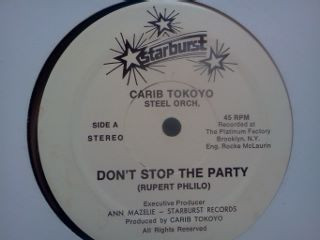 Starburst
CARIB TOKOYO
STEEL ORCH.
SIDE A
STEREO
45 RPM
Recorded at
The Platinum Factory
Brooklyn, N.Y.
Eng. Rocke McLaurin
DON'T STOP THE PARTY
(RUPERT PHLILO)
Executive Producer
ANN MAZELIE - STARBURST RECORDS
Produced by CARIB TOKOYO
All Rights Reserved